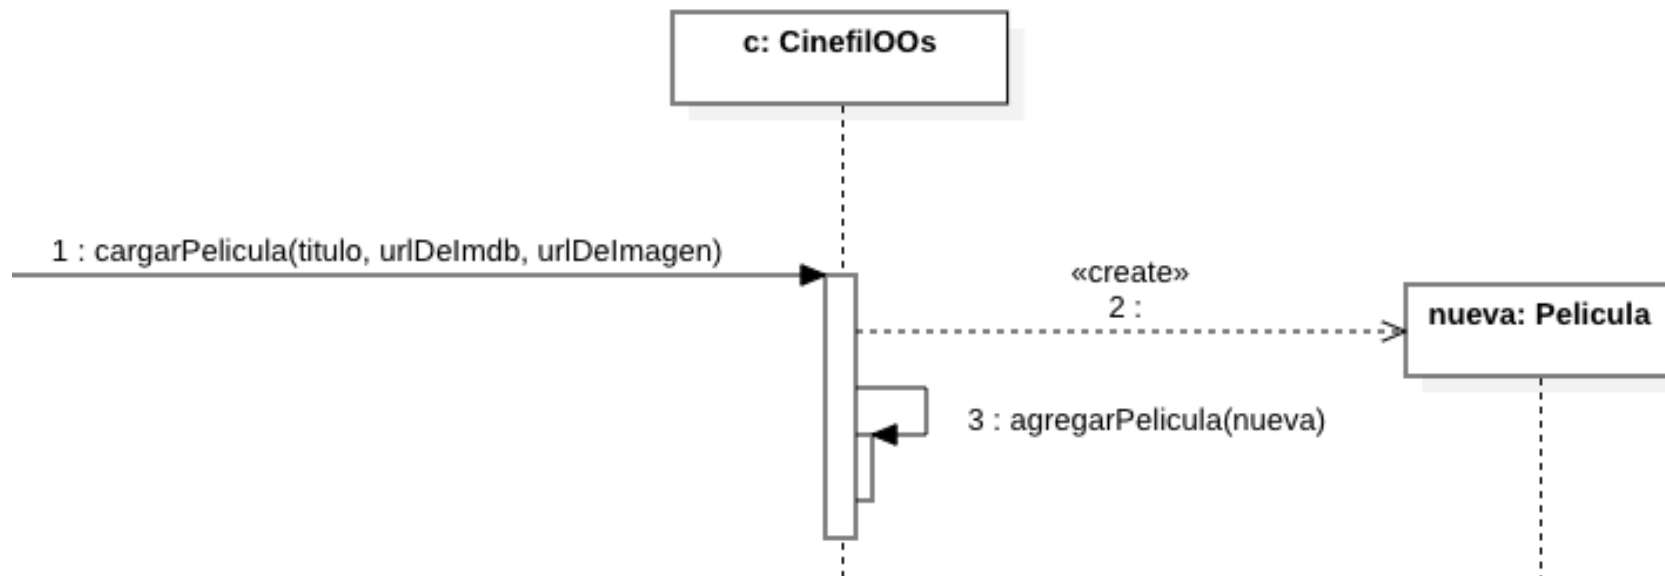 c: CinefilOOs
1 : cargarPelicula(titulo, urlDeImdb, urlDeImagen)
«create»
2 :
nueva: Pelicula
3 : agregarPelicula(nueva)